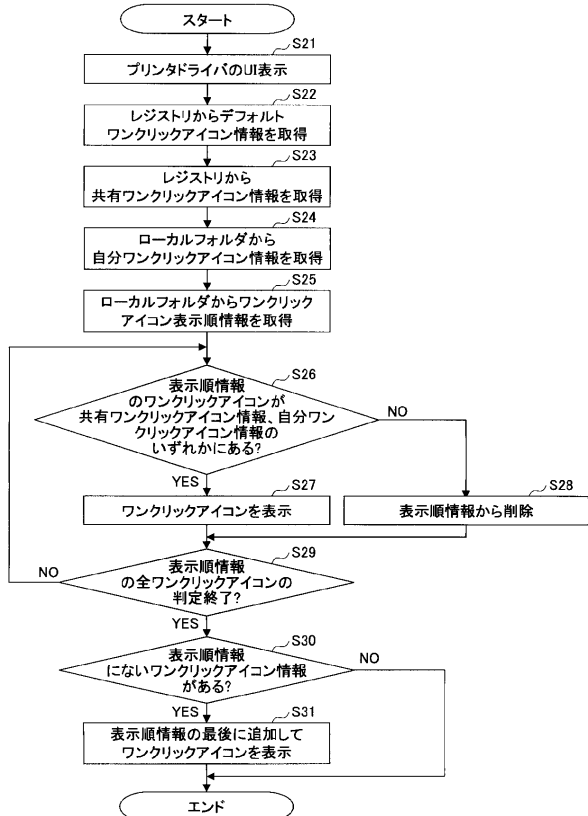 スタート
S21
プリンタドライバのUI表示
S22
レジストリからデフォルト
ワンクリックアイコン情報を取得
S23
レジストリから
共有ワンクリックアイコン情報を取得
S24
ローカルフォルダから
自分ワンクリックアイコン情報を取得
S25
ローカルフォルダからワンクリック
アイコン表示順情報を取得
S26
表示順情報
のワンクリックアイコンが
共有ワンクリックアイコン情報、自分ワン
クリックアイコン情報の
いずれかにある?
NO
YES
S27
ワンクリックアイコンを表示
S28
表示順情報から削除
S29
表示順情報
の全ワンクリックアイコンの
判定終了?
NO
YES
S30
表示順情報
にないワンクリックアイコン情報
がある?
NO
YES
S31
表示順情報の最後に追加して
ワンクリックアイコンを表示
エンド